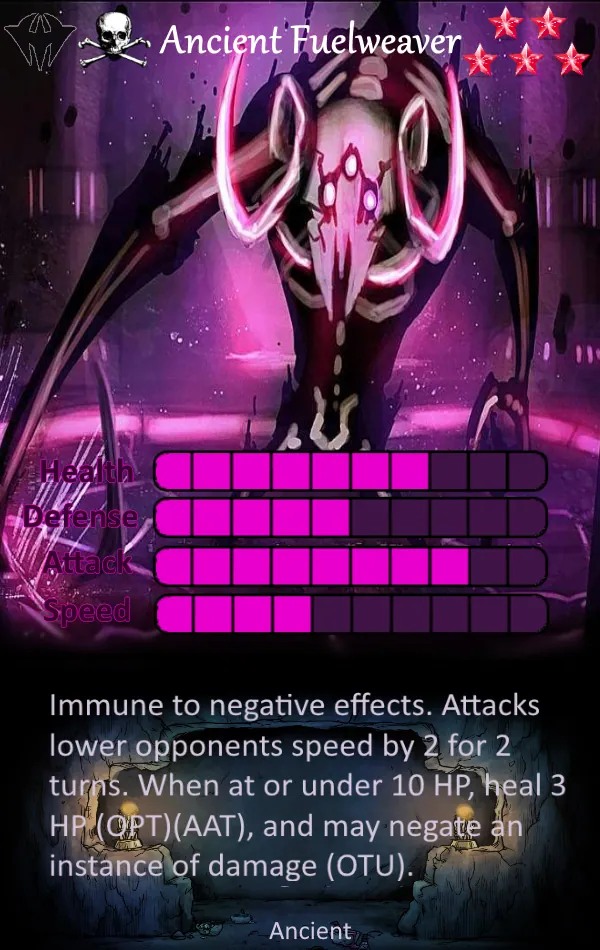 Ancient Fuelweaver
Health
Defense
Attack
Speed
Immune to negative effects. Attacks
lower opponents speed by 2 for 2
turns. When at or under 10 HP, heal 3
HP (OPT)(AAT), and may negate an
instance of damage (OTU).
Ancient